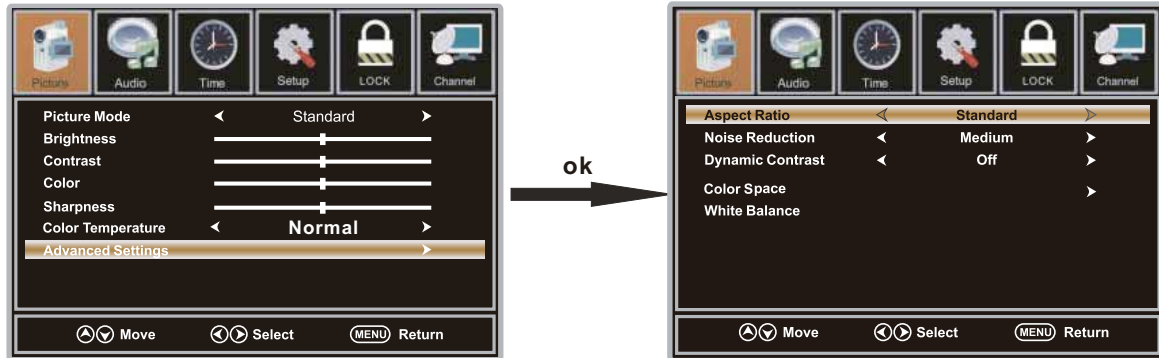 Picture Audio Time Setup LOCK Channel
Picture Mode Standard
Brightness
Contrast
Color
Sharpness
Color Temperature Normal
Advanced Settings
Move Select MENU Return
ok
Picture Audio Time Setup LOCK Channel
Aspect Ratio Standard
Noise Reduction Medium
Dynamic Contrast Off
Color Space
White Balance
Move Select MENU Return